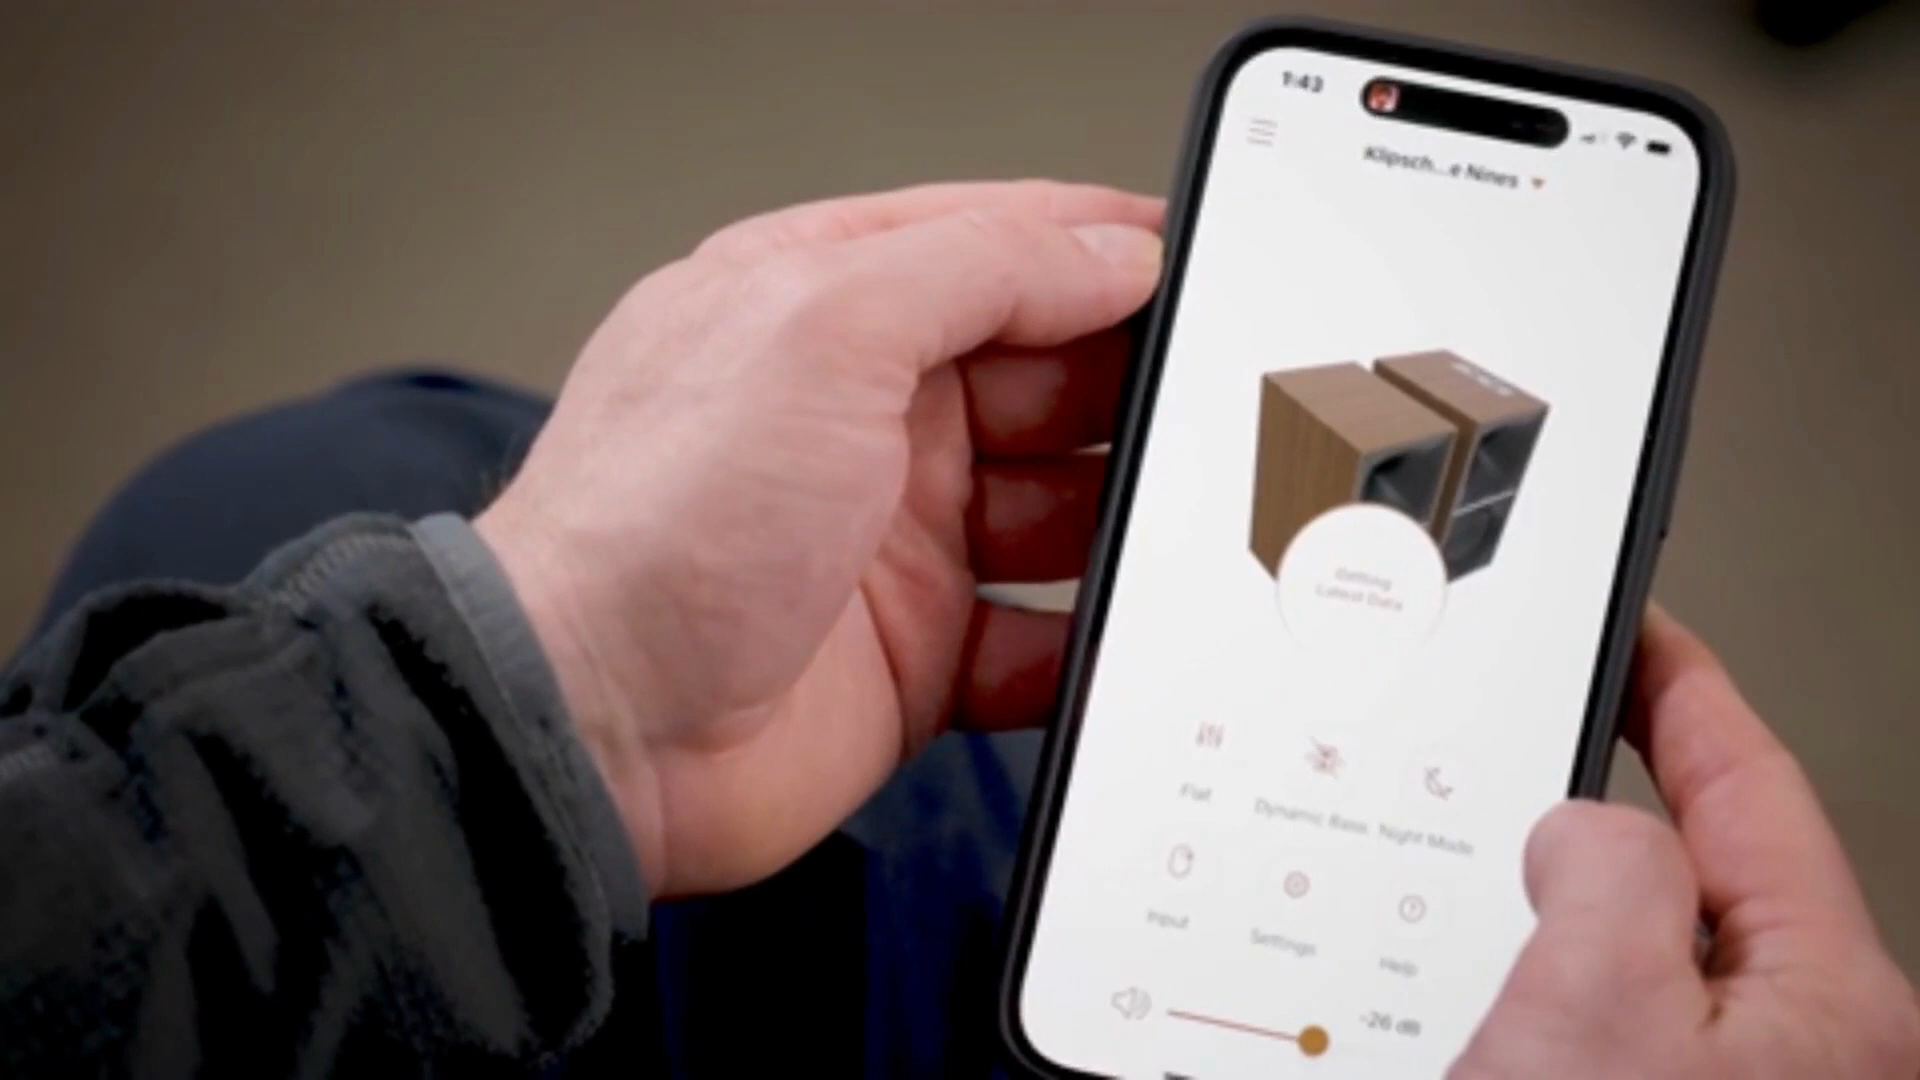 1:43
Klipsch...e Nines
Getting
Latest Data
Flat
Dynamic Bass
Night Mode
Input
Settings
Help
-26 dB